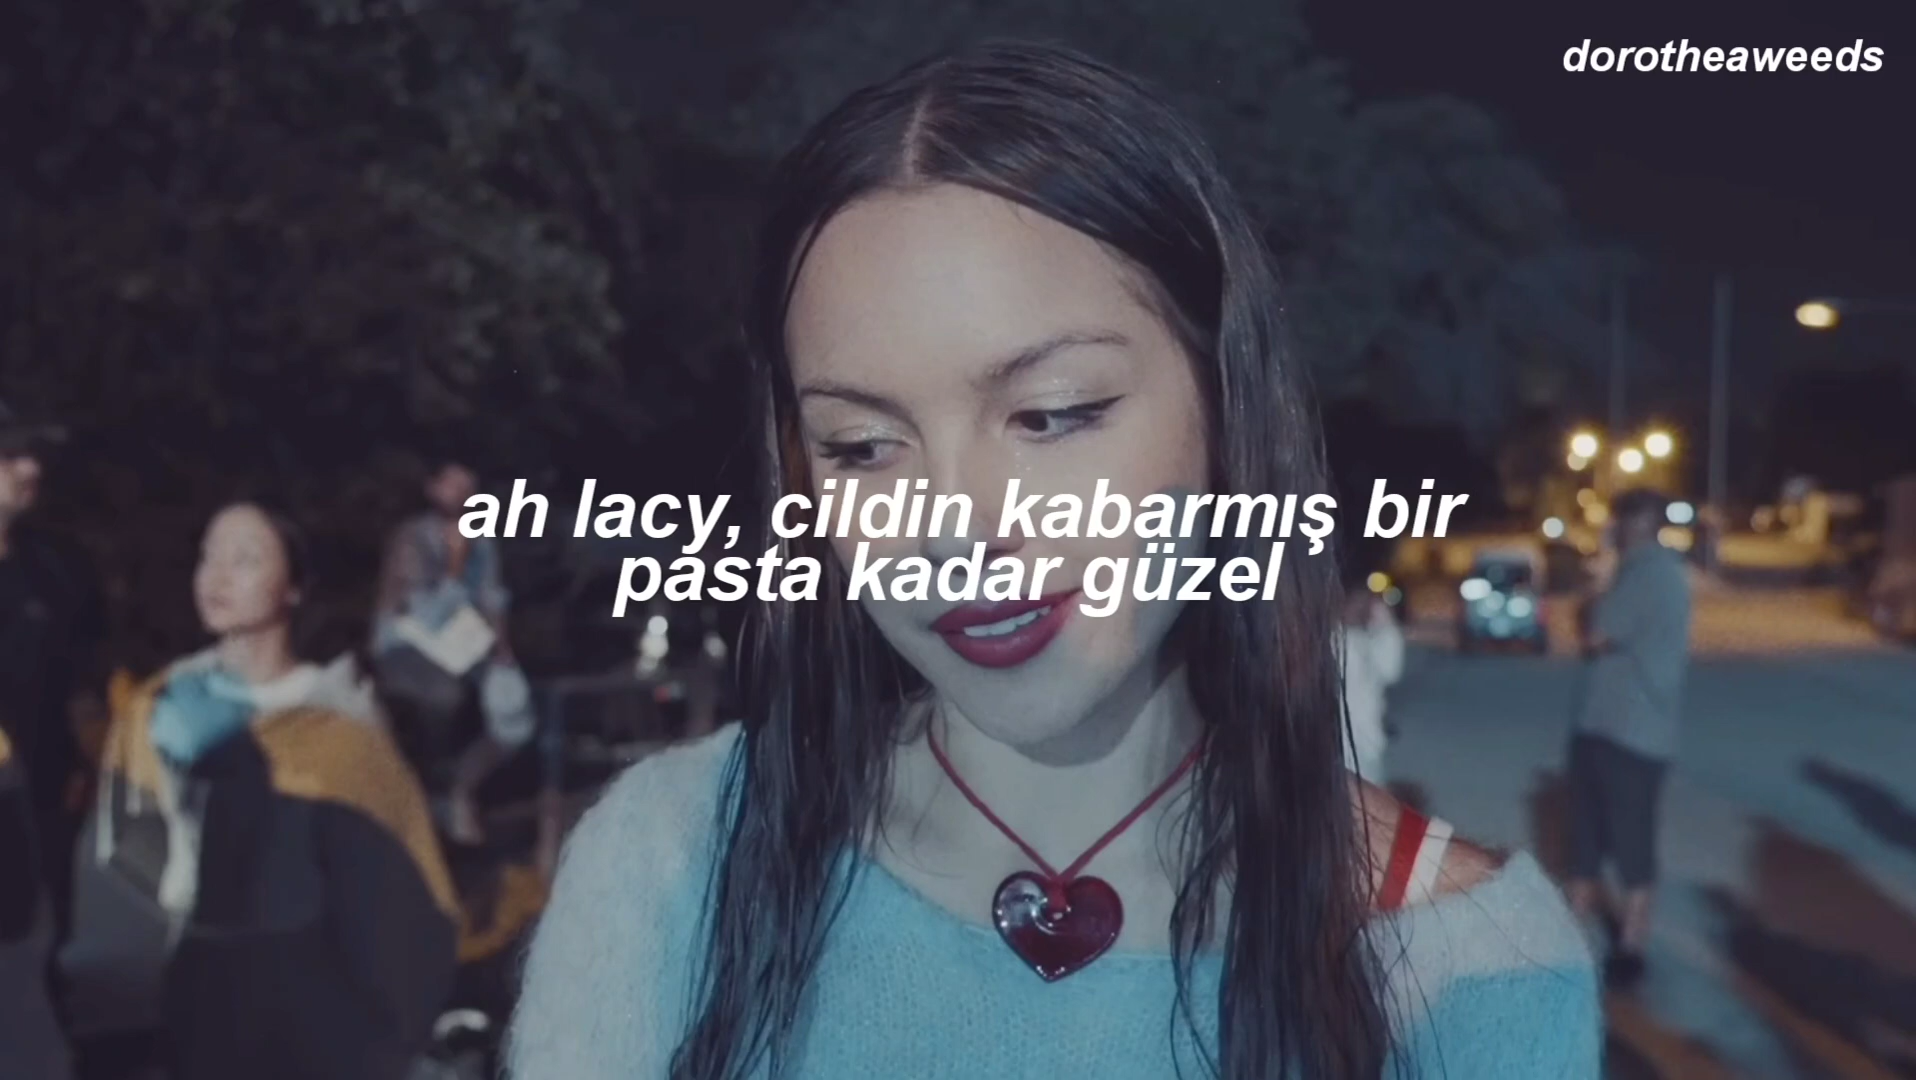 dorotheaweeds
ah lacy, cildin kabarmış bir
pasta kadar güzel